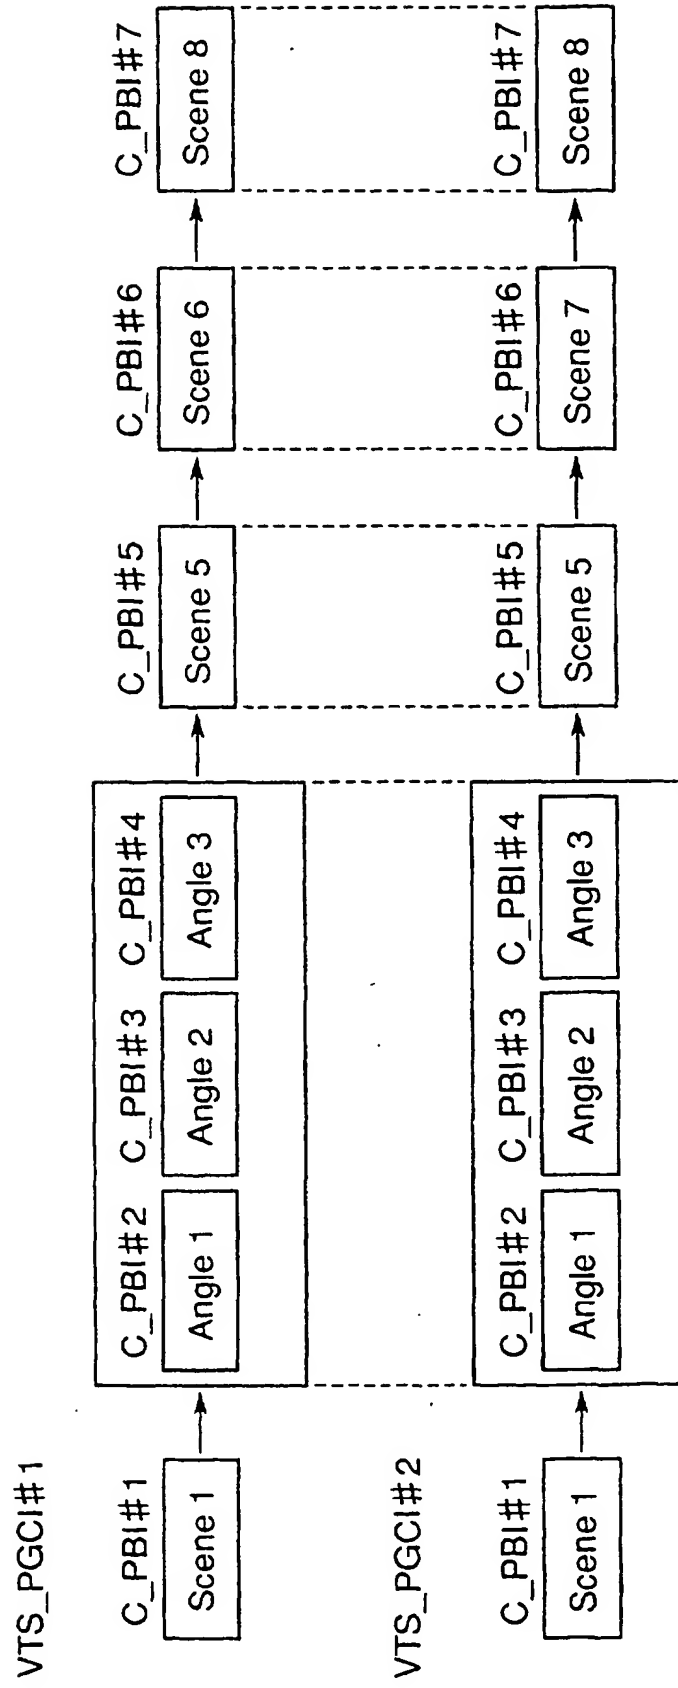 VTS_PGCI#1
C_PBI#1 C_PBI#2 C_PBI#3 C_PBI#4 C_PBI#5 C_PBI#6 C_PBI#7
Scene 1 Angle 1 Angle 2 Angle 3 Scene 5 Scene 6 Scene 8
VTS_PGCI#2
C_PBI#1 C_PBI#2 C_PBI#3 C_PBI#4 C_PBI#5 C_PBI#6 C_PBI#7
Scene 1 Angle 1 Angle 2 Angle 3 Scene 5 Scene 7 Scene 8